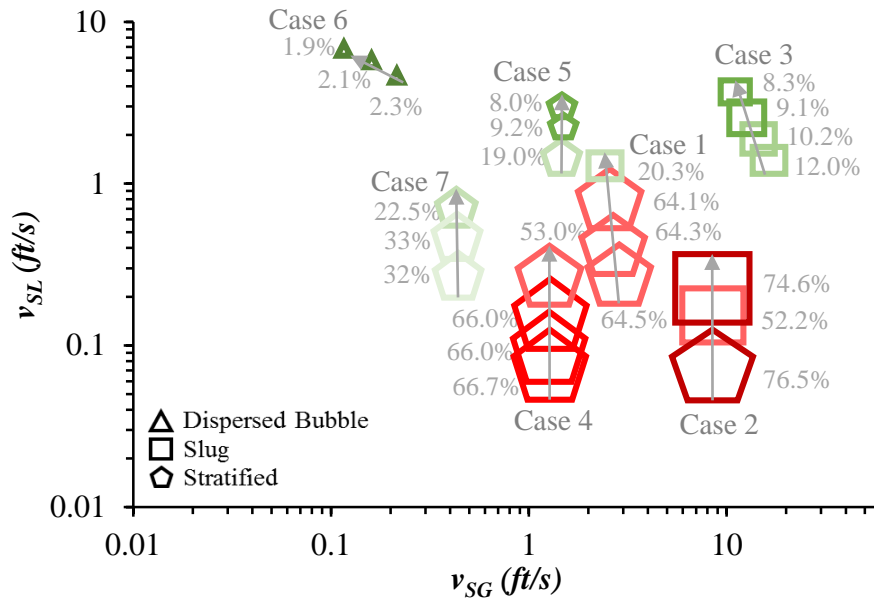 Case 6
Case 3
10
1.9%
2.1%
2.3%
Case 5
8.0%
9.2%
19.0%
8.3%
9.1%
10.2%
12.0%
Case 1
20.3%
64.1%
64.3%
64.5%
1
Case 7
22.5%
33%
32%
53.0%
66.0%
66.0%
66.7%
Case 4
74.6%
52.2%
76.5%
Case 2
0.1
Dispersed Bubble
Slug
Stratified
0.01
0.01
0.1
1
10
v_SL (ft/s)
v_SG (ft/s)